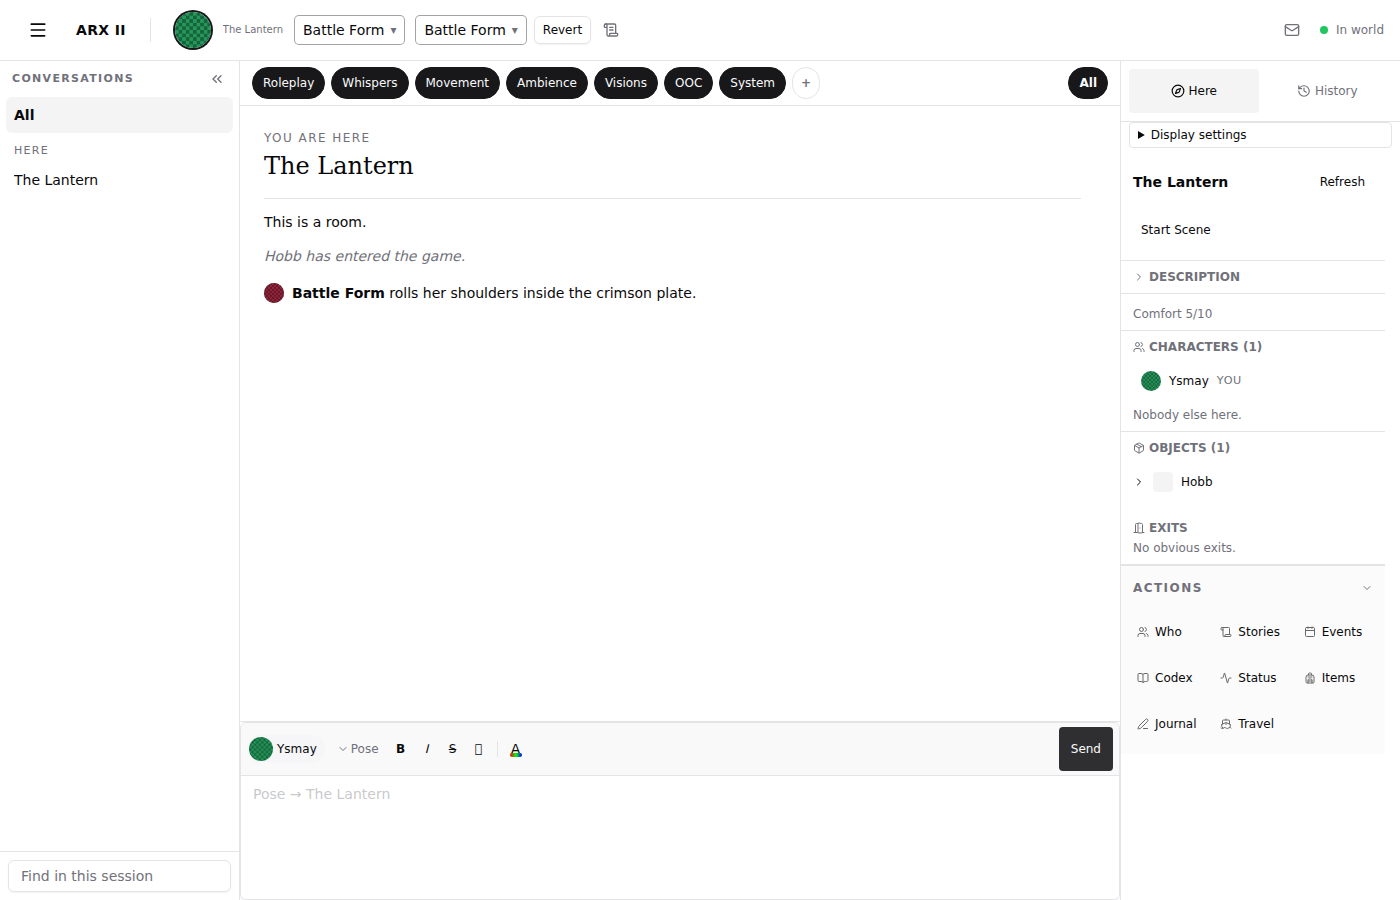 ARX II
The Lantern
Battle Form
Battle Form
Revert
In world
CONVERSATIONS
All
HERE
The Lantern
Find in this session
Roleplay
Whispers
Movement
Ambience
Visions
OOC
System
+
All
YOU ARE HERE
The Lantern
This is a room.
Hobb has entered the game.
Battle Form rolls her shoulders inside the crimson plate.
Ysmay
Pose
B
I
S
A
Send
Pose → The Lantern
Here
History
Display settings
The Lantern
Refresh
Start Scene
DESCRIPTION
Comfort 5/10
CHARACTERS (1)
Ysmay YOU
Nobody else here.
OBJECTS (1)
Hobb
EXITS
No obvious exits.
ACTIONS
Who
Stories
Events
Codex
Status
Items
Journal
Travel